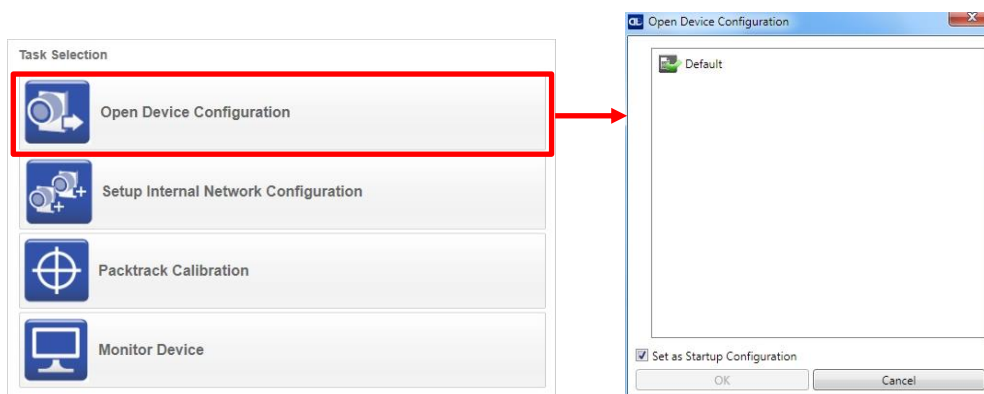 Task Selection
Open Device Configuration
Setup Internal Network Configuration
Packtrack Calibration
Monitor Device
Open Device Configuration
Default
Set as Startup Configuration
OK
Cancel